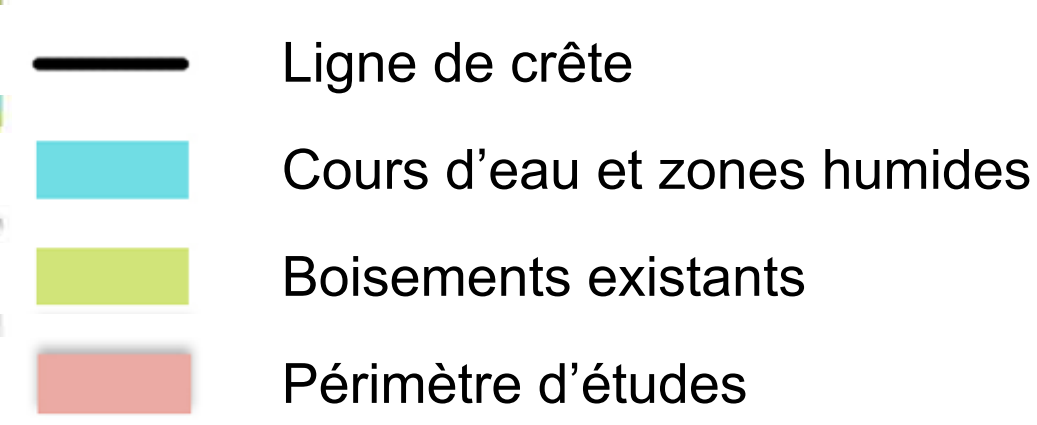 Ligne de crête
Cours d’eau et zones humides
Boisements existants
Périmètre d’études